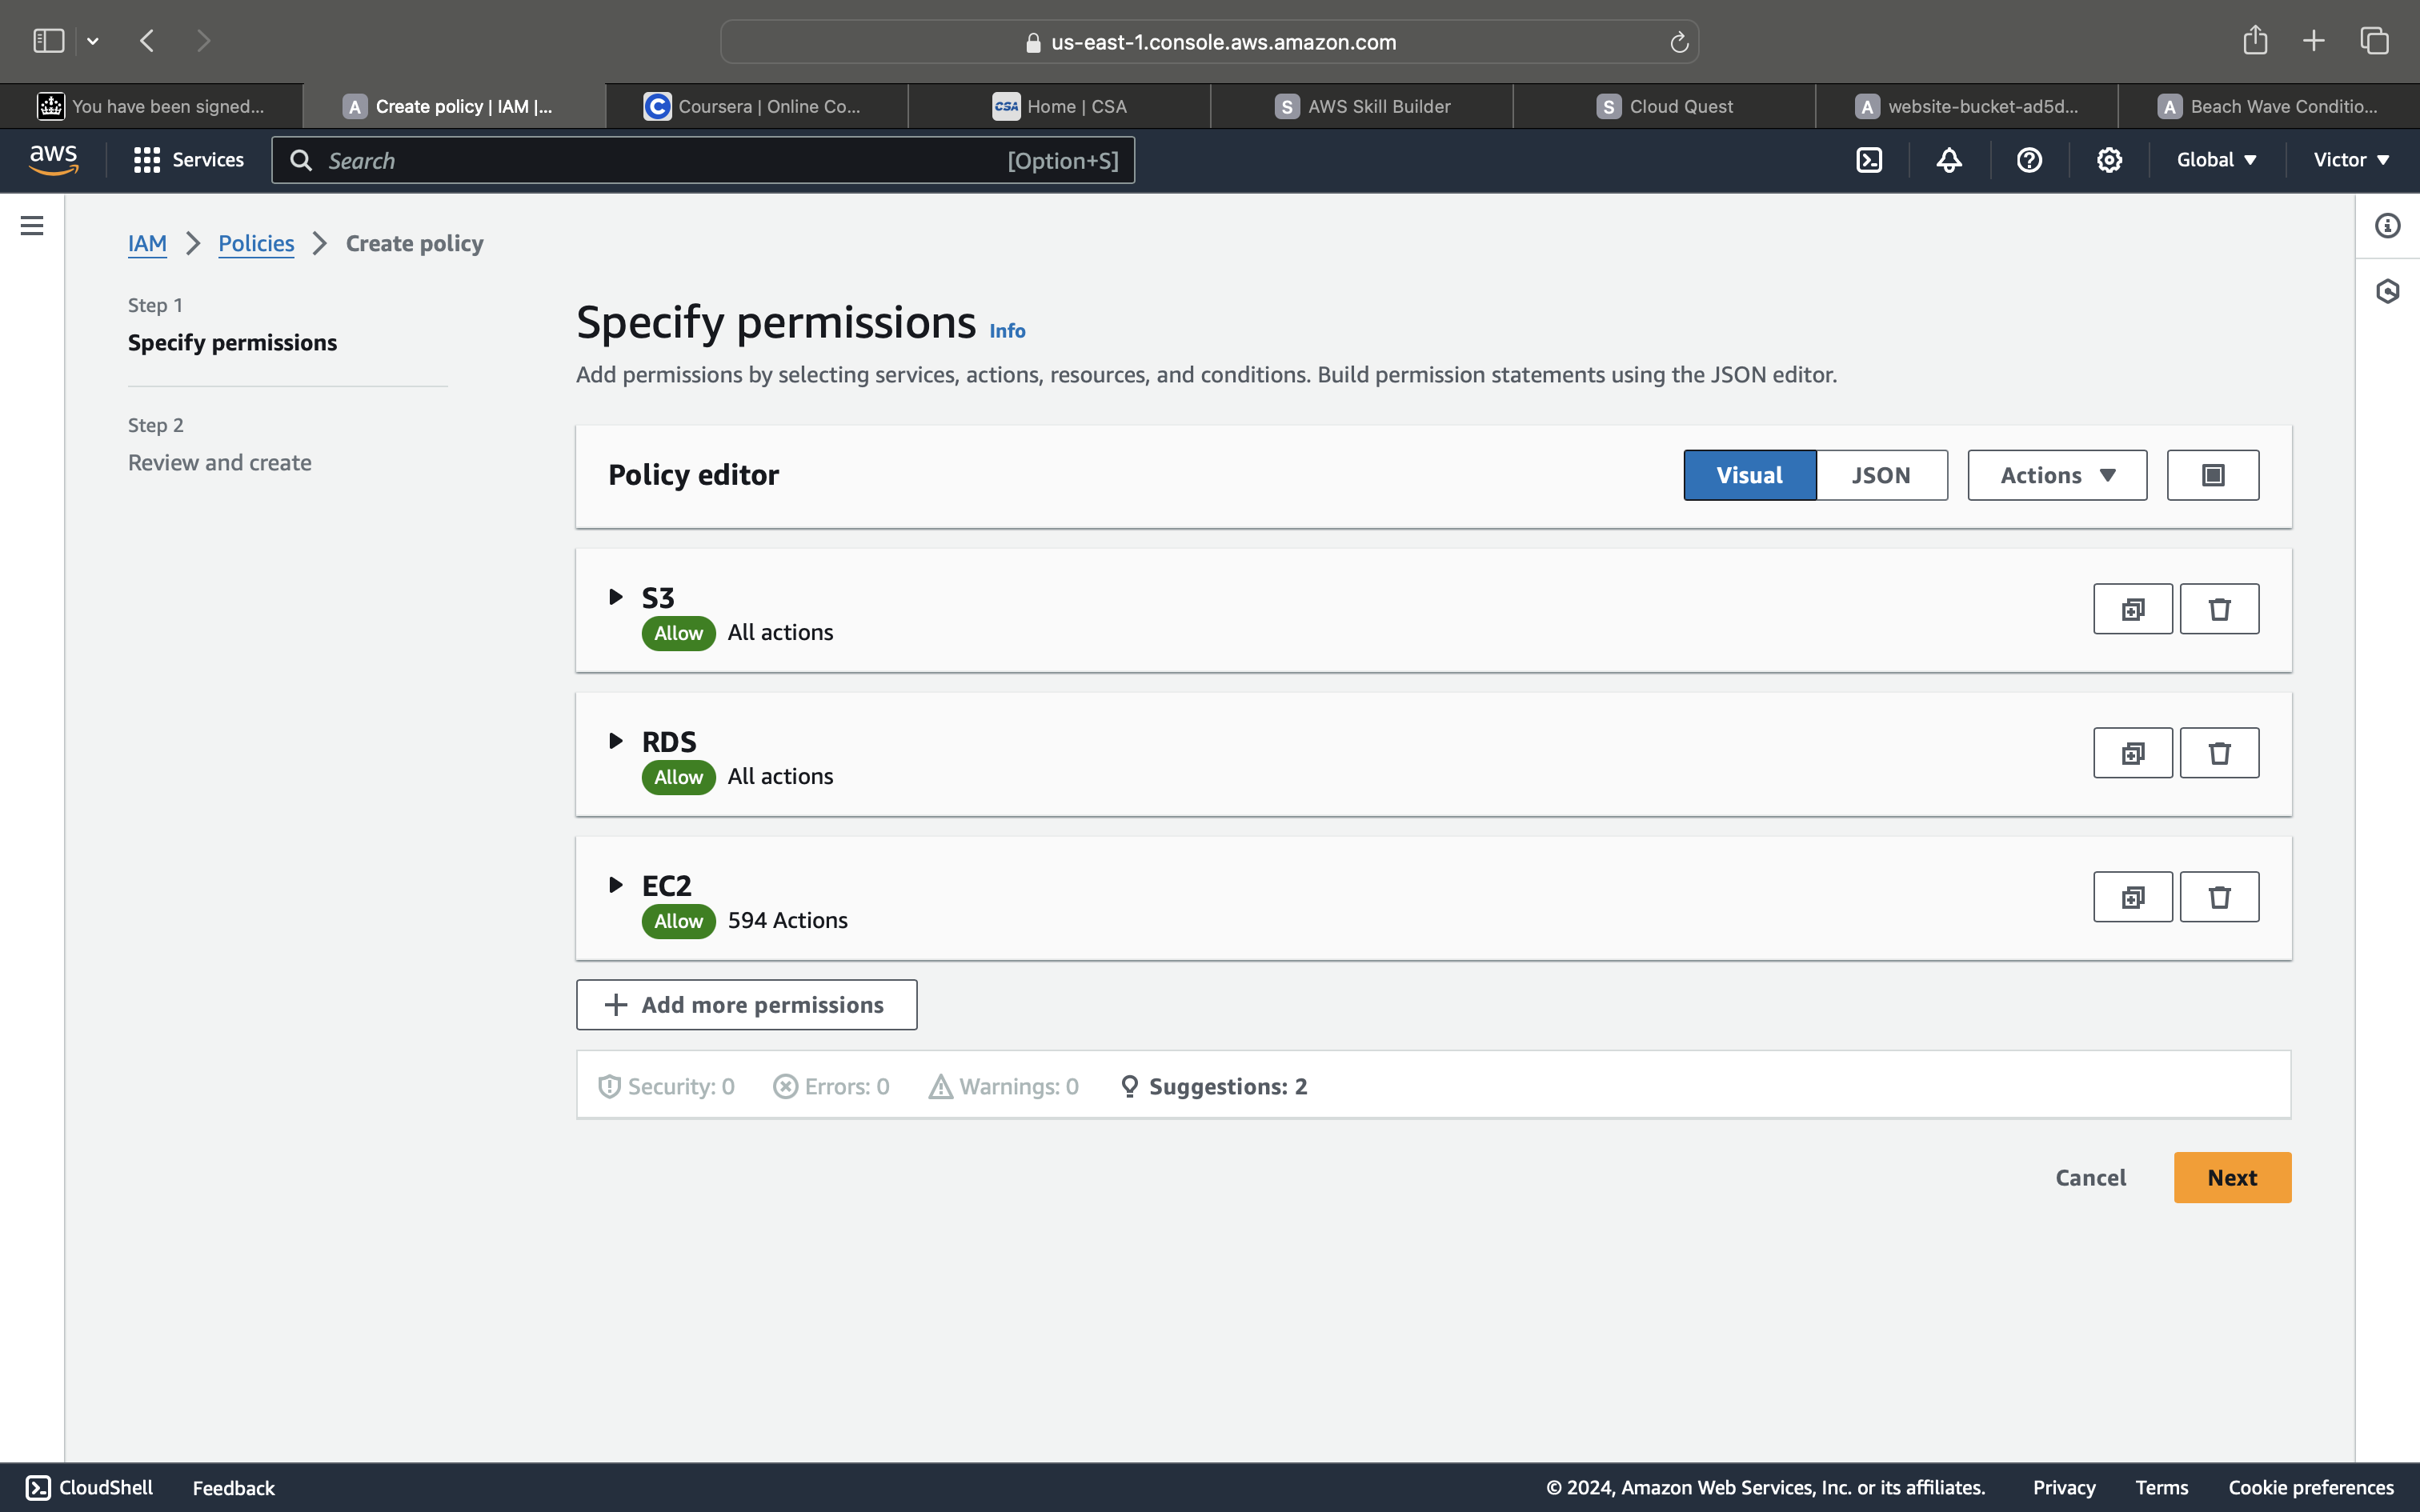 us-east-1.console.aws.amazon.com
You have been signed...
A Create policy | IAM |...
C Coursera | Online Co...
CSA Home | CSA
S AWS Skill Builder
S Cloud Quest
A website-bucket-ad5d...
A Beach Wave Conditio...
aws
Services
Search
[Option+S]
Global
Victor
IAM
Policies
Create policy
Step 1
Specify permissions
Step 2
Review and create
Specify permissions Info
Add permissions by selecting services, actions, resources, and conditions. Build permission statements using the JSON editor.
Policy editor
Visual
JSON
Actions
S3
Allow All actions
RDS
Allow All actions
EC2
Allow 594 Actions
Add more permissions
Security: 0
Errors: 0
Warnings: 0
Suggestions: 2
Cancel
Next
CloudShell
Feedback
© 2024, Amazon Web Services, Inc. or its affiliates.
Privacy
Terms
Cookie preferences